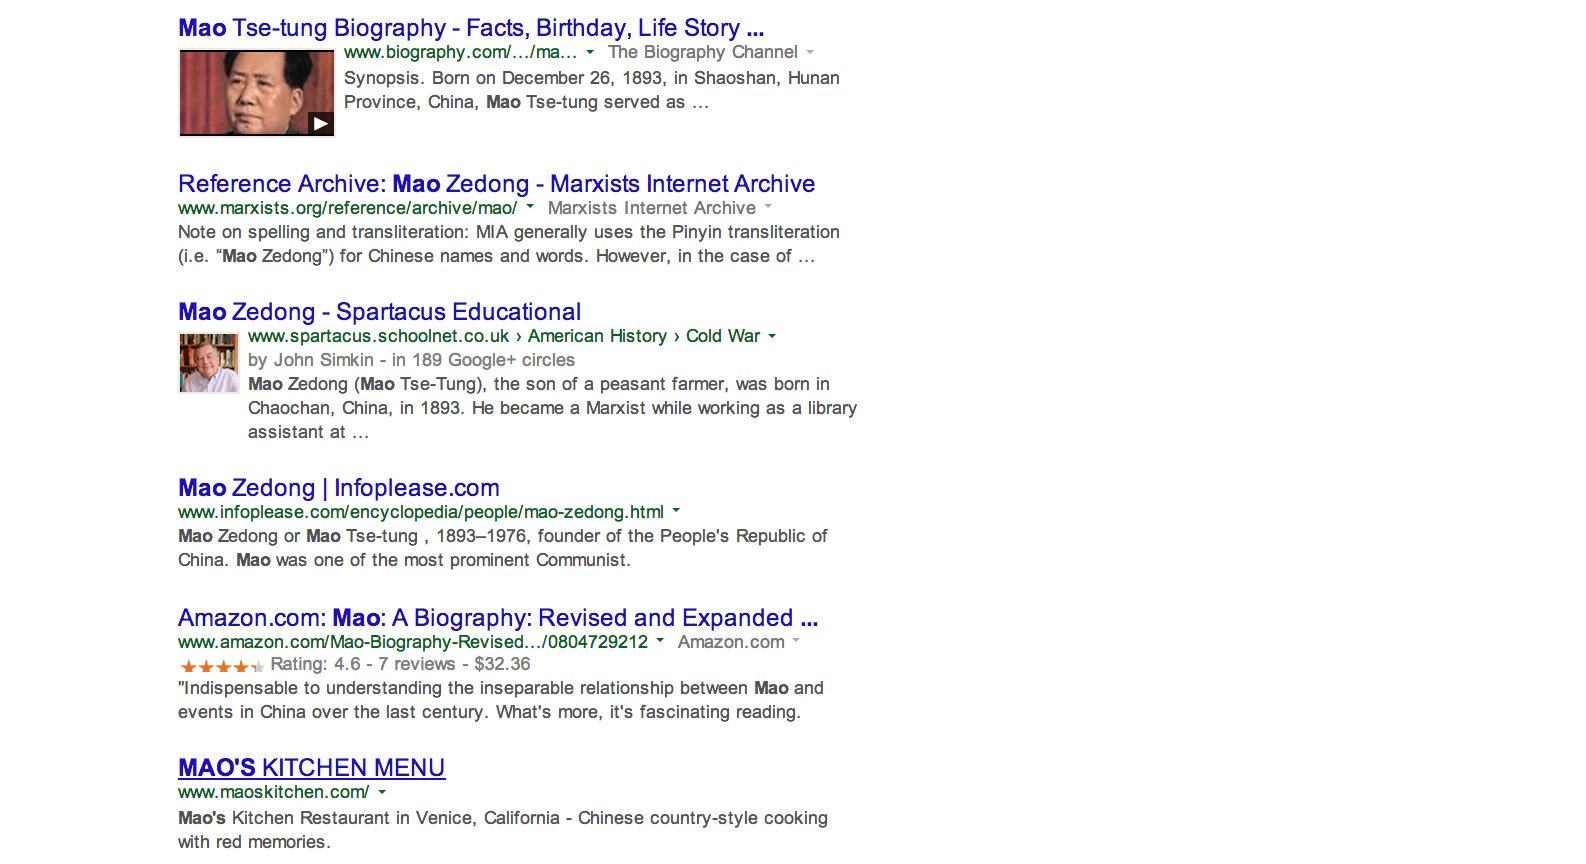 Mao Tse-tung Biography - Facts, Birthday, Life Story ...
www.biography.com/.../ma... The Biography Channel
Synopsis. Born on December 26, 1893, in Shaoshan, Hunan
Province, China, Mao Tse-tung served as ...
Reference Archive: Mao Zedong - Marxists Internet Archive
www.marxists.org/reference/archive/mao/ Marxists Internet Archive
Note on spelling and transliteration: MIA generally uses the Pinyin transliteration
(i.e. “Mao Zedong”) for Chinese names and words. However, in the case of ...
Mao Zedong - Spartacus Educational
www.spartacus.schoolnet.co.uk › American History › Cold War
by John Simkin - in 189 Google+ circles
Mao Zedong (Mao Tse-Tung), the son of a peasant farmer, was born in
Chaochan, China, in 1893. He became a Marxist while working as a library
assistant at ...
Mao Zedong | Infoplease.com
www.infoplease.com/encyclopedia/people/mao-zedong.html
Mao Zedong or Mao Tse-tung , 1893–1976, founder of the People's Republic of
China. Mao was one of the most prominent Communist.
Amazon.com: Mao: A Biography: Revised and Expanded ...
www.amazon.com/Mao-Biography-Revised.../0804729212 Amazon.com
Rating: 4.6 - 7 reviews - $32.36
"Indispensable to understanding the inseparable relationship between Mao and
events in China over the last century. What's more, it's fascinating reading.
MAO'S KITCHEN MENU
www.maoskitchen.com/
Mao's Kitchen Restaurant in Venice, California - Chinese country-style cooking
with red memories.